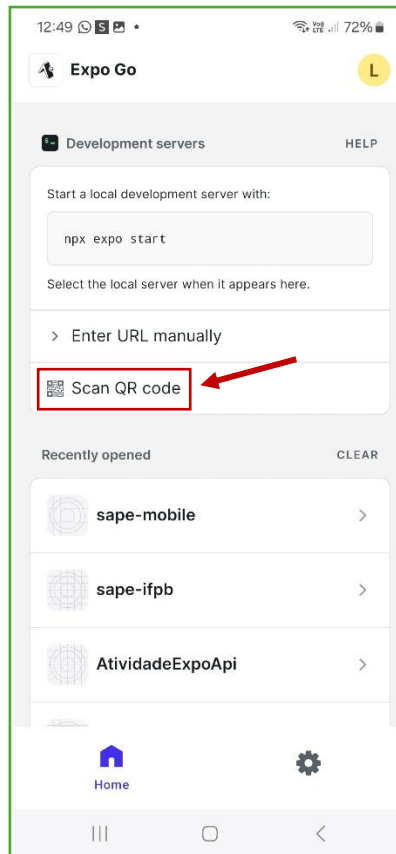 12:49 S 72%
Vo))
LTE
Expo Go
L
Development servers
HELP
Start a local development server with:
npx expo start
Select the local server when it appears here.
Enter URL manually
Scan QR code
Recently opened
CLEAR
sape-mobile
sape-ifpb
AtividadeExpoApi
Home